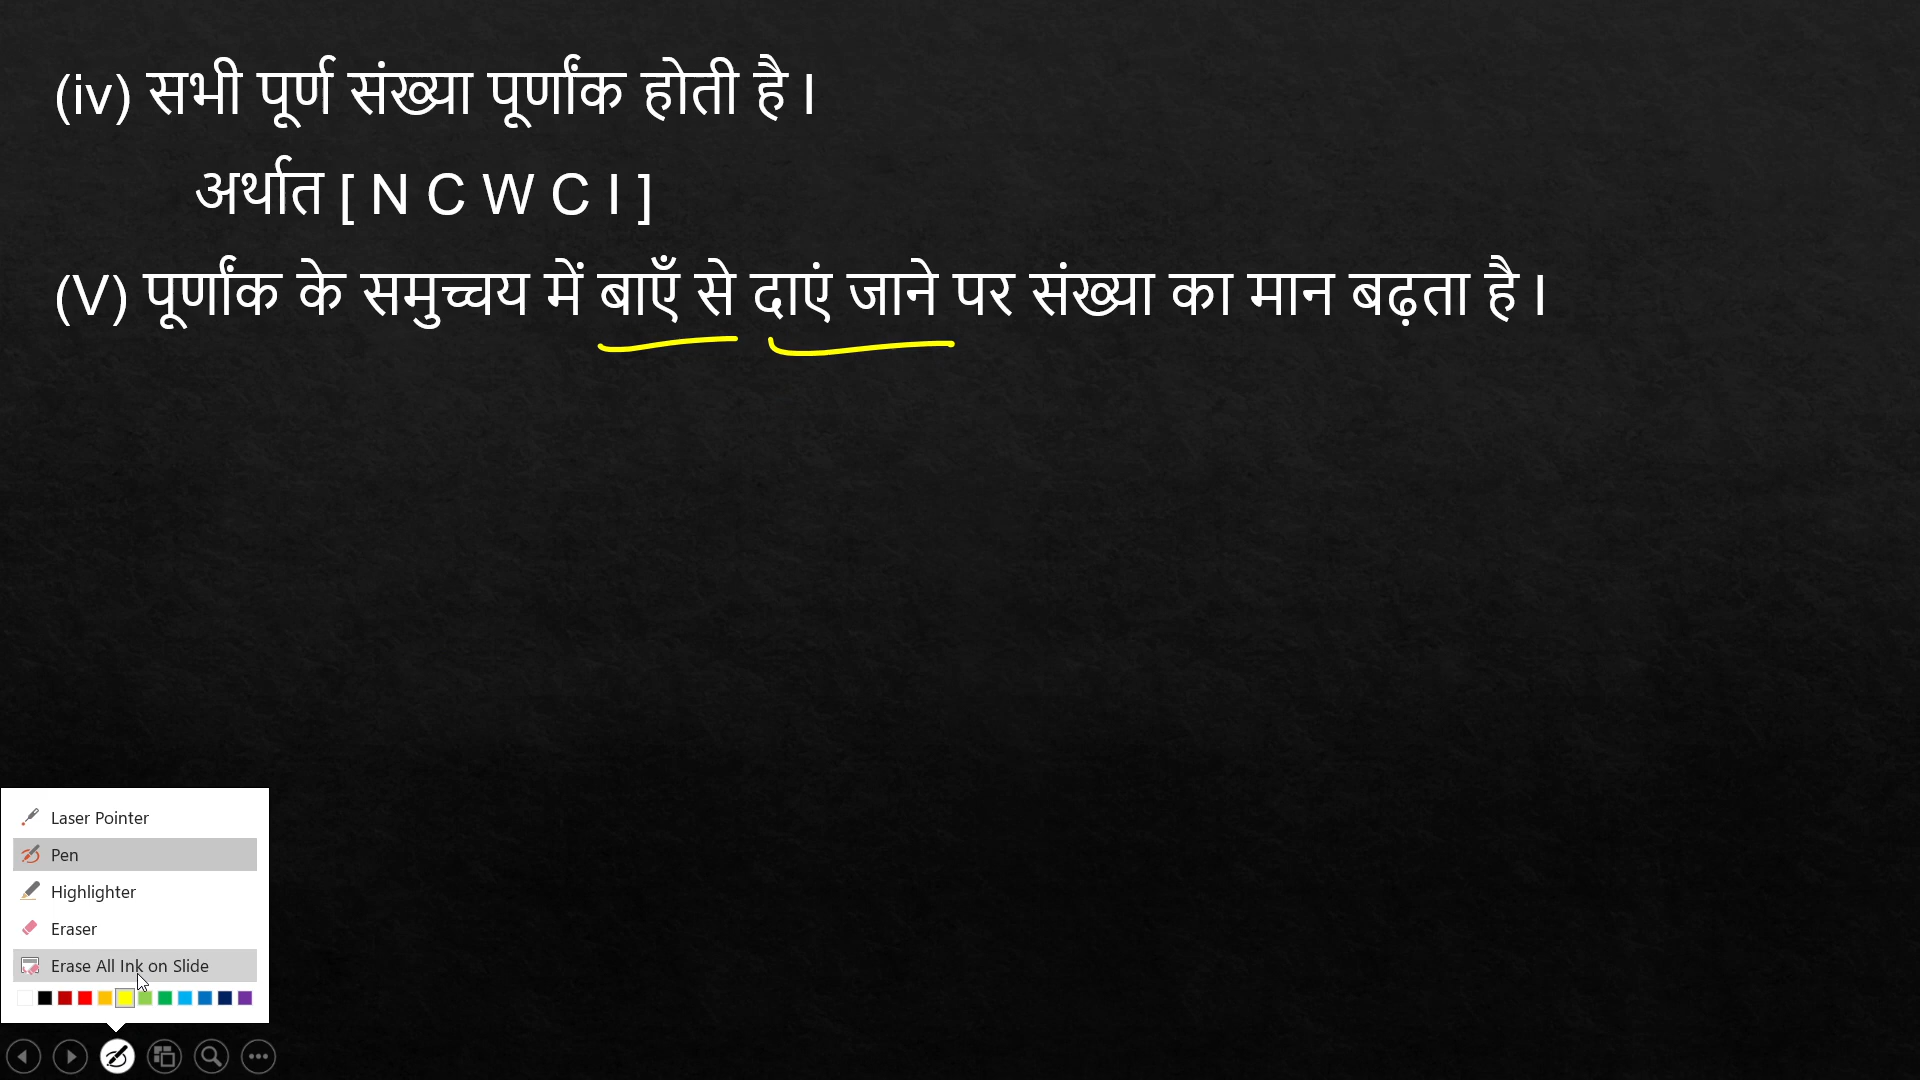 (iv) सभी पूर्ण संख्या पूर्णांक होती है I
अर्थात [ N C W C I ]
(V) पूर्णांक के समुच्चय में बाएँ से दाएं जाने पर संख्या का मान बढ़ता है I
Laser Pointer
Pen
Highlighter
Eraser
Erase All Ink on Slide